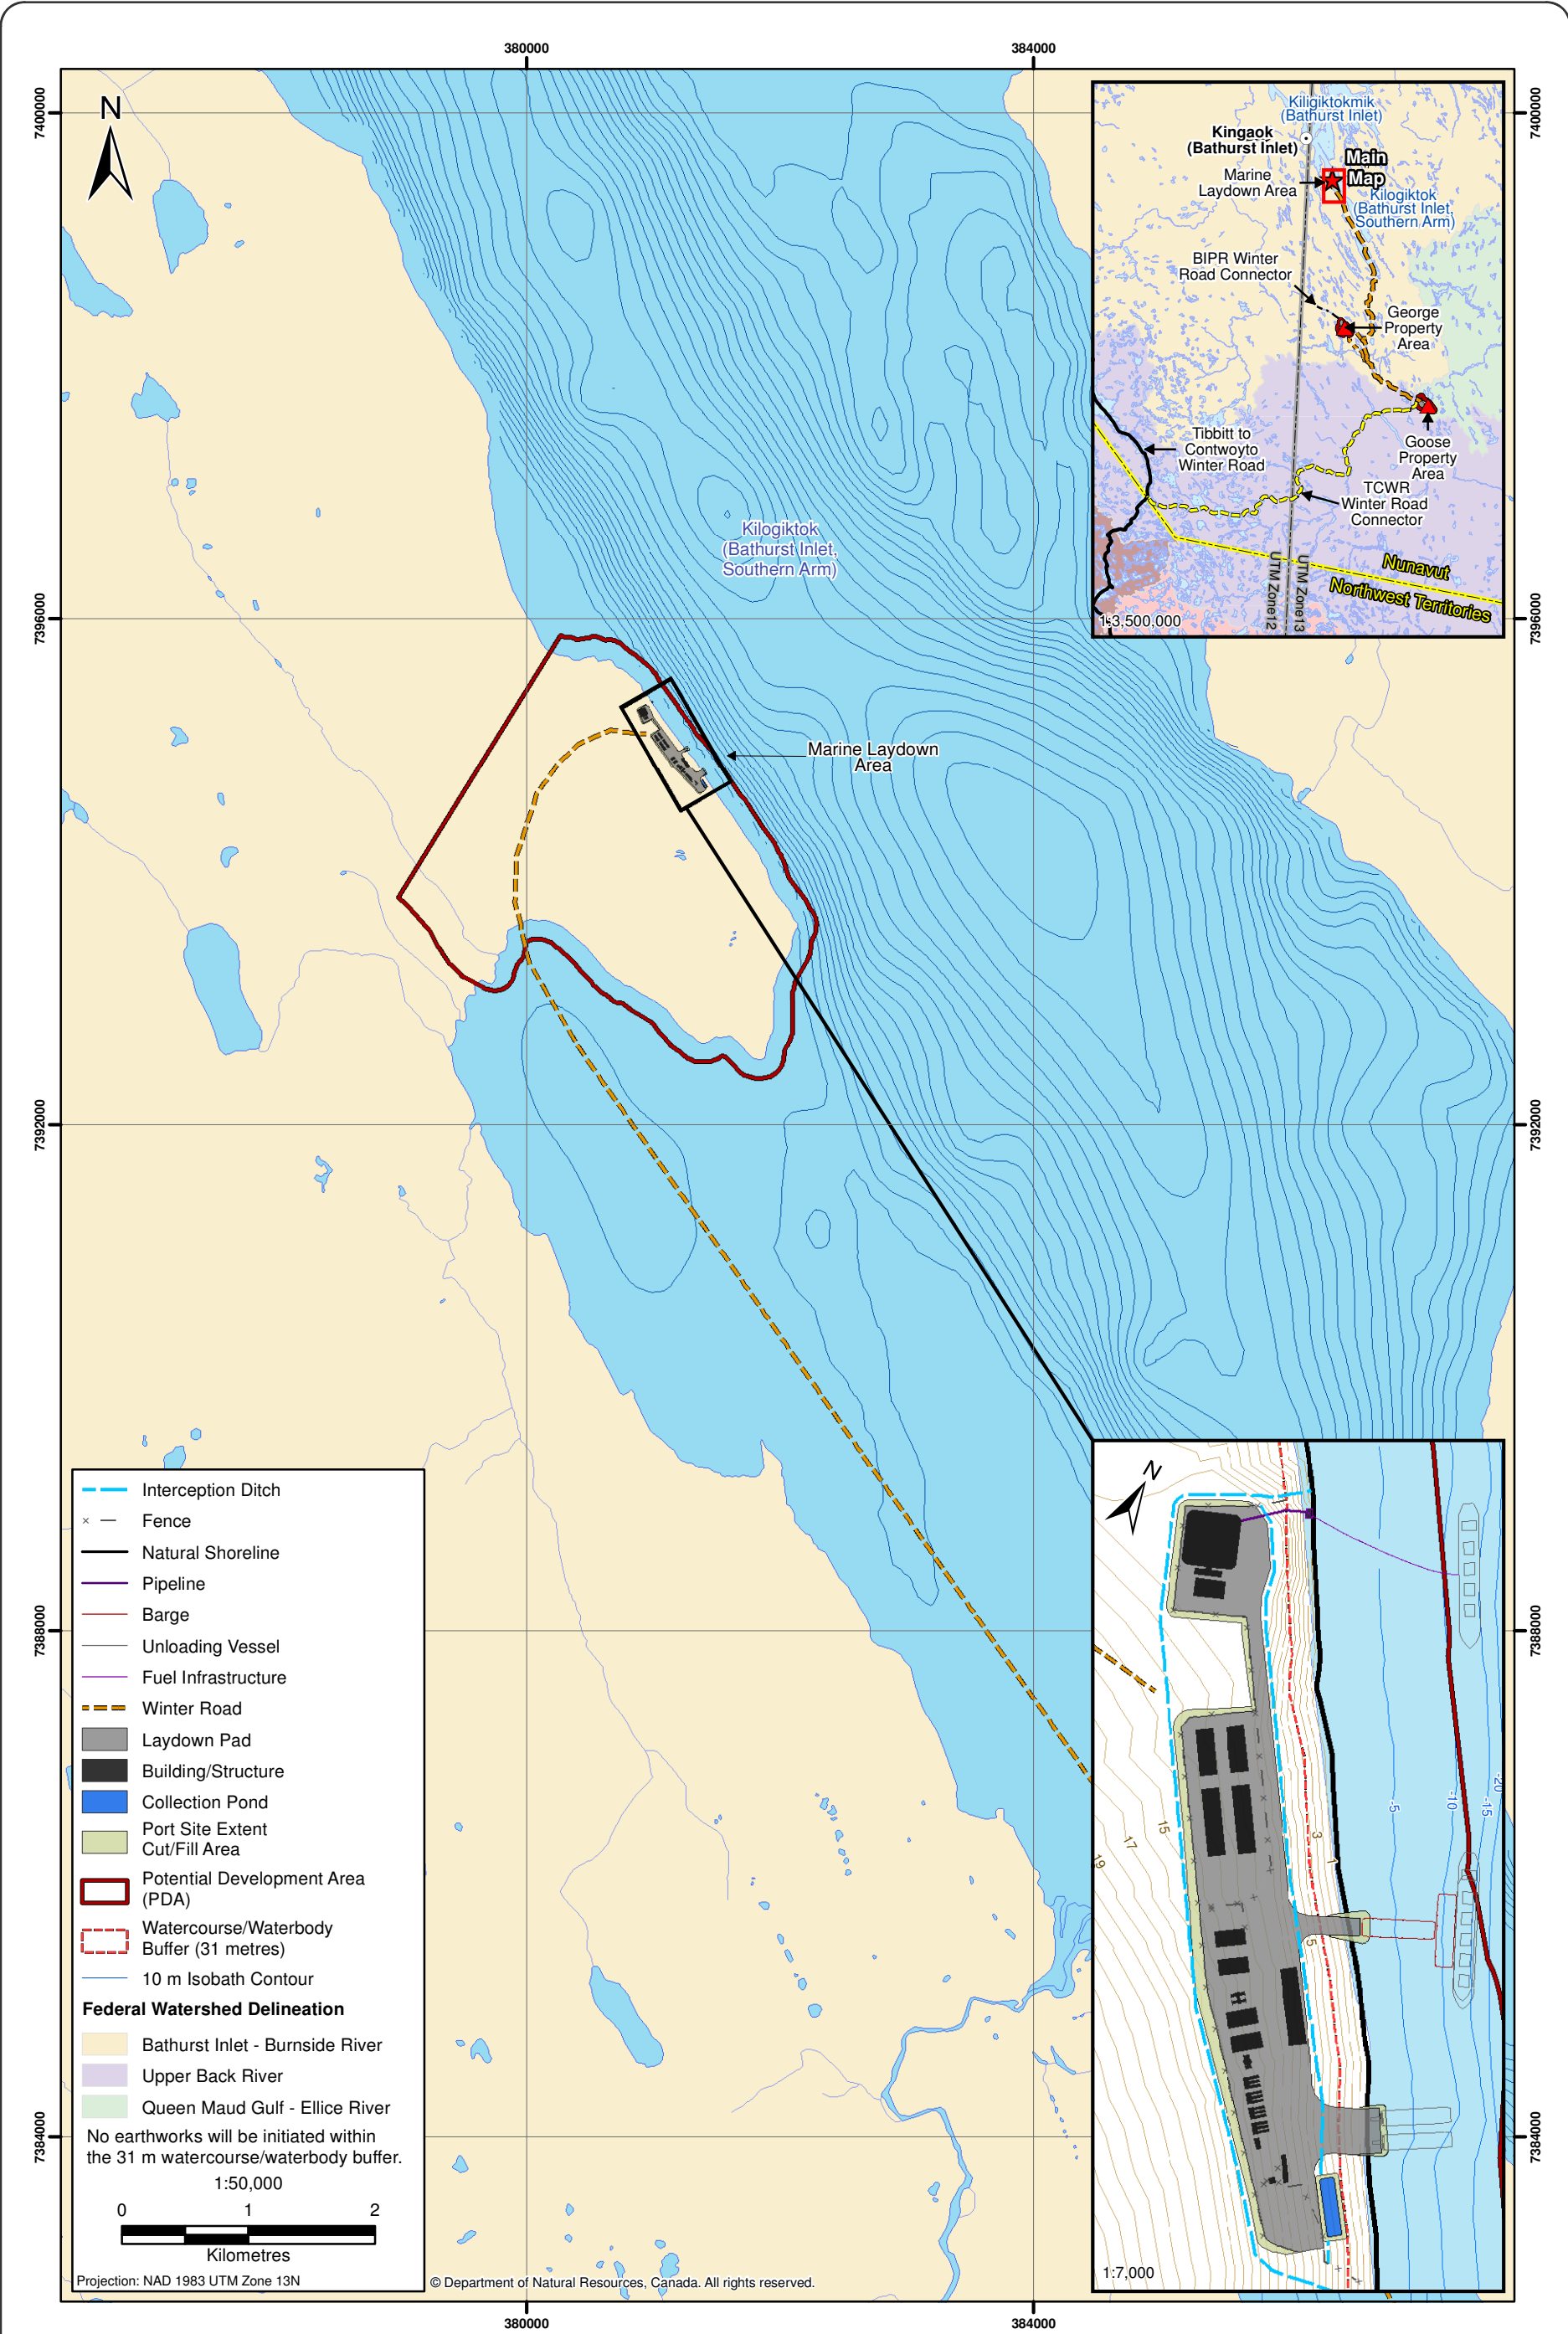 380000
384000
7400000
7400000
N
Kiligiktokmik
(Bathurst Inlet)
Kingaok
(Bathurst Inlet)
Main
Map
Marine
Laydown Area
Kilogiktok
(Bathurst Inlet,
Southern Arm)
BIPR Winter
Road Connector
George
Property
Area
Tibbitt to
Contwoyto
Winter Road
Goose
Property
Area
TCWR
Winter Road
Connector
UTM Zone12
UTM Zone13
Nunavut
Northwest Territories
1:3,500,000
Kilogiktok
(Bathurst Inlet,
Southern Arm)
7396000
7396000
Marine Laydown
Area
7392000
7392000
7388000
7388000
N
-5
-10
-15
-20
15
17
19
3
1
5
1:7,000
Interception Ditch
Fence
Natural Shoreline
Pipeline
Barge
Unloading Vessel
Fuel Infrastructure
Winter Road
Laydown Pad
Building/Structure
Collection Pond
Port Site Extent
Cut/Fill Area
Potential Development Area
(PDA)
Watercourse/Waterbody
Buffer (31 metres)
10 m Isobath Contour
Federal Watershed Delineation
Bathurst Inlet - Burnside River
Upper Back River
Queen Maud Gulf - Ellice River
No earthworks will be initiated within
the 31 m watercourse/waterbody buffer.
1:50,000
0 1 2
Kilometres
Projection: NAD 1983 UTM Zone 13N
7384000
7384000
© Department of Natural Resources, Canada. All rights reserved.
380000
384000